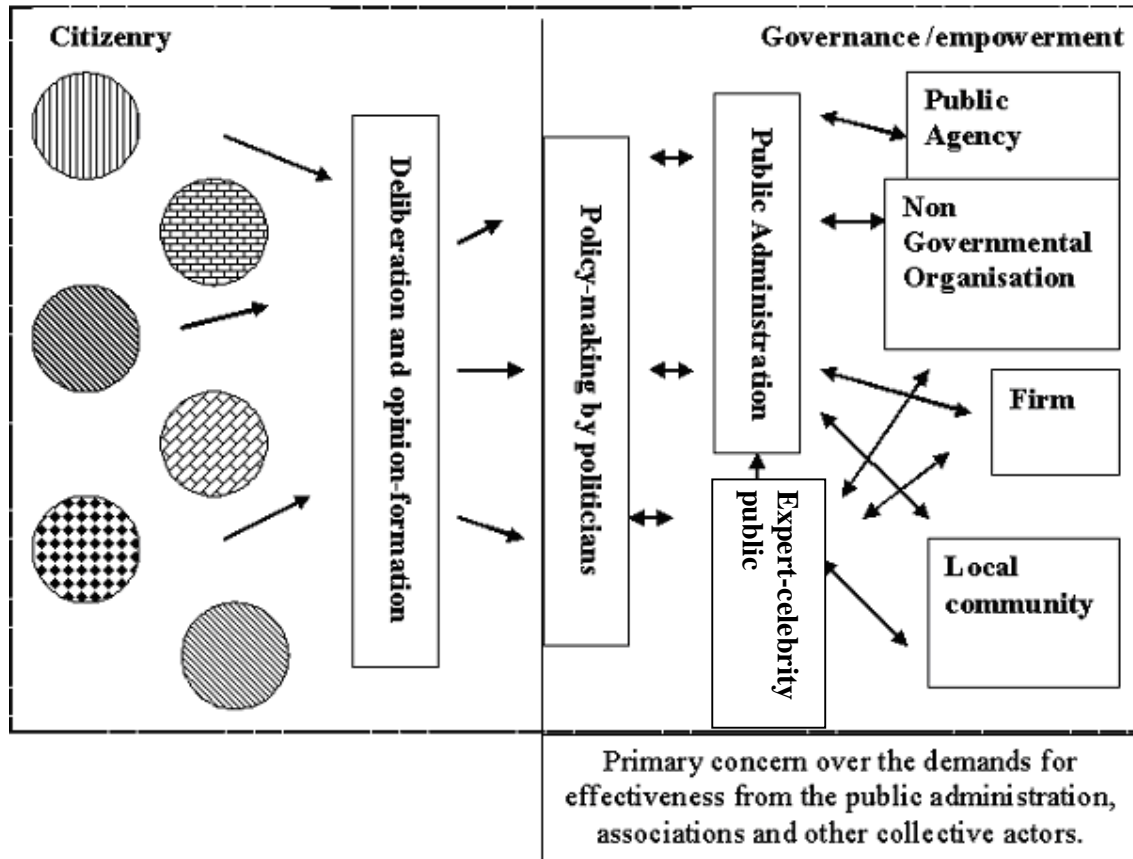 Citizenry
Governance/empowerment
Deliberation and opinion-formation
Policy-making by politicians
Public Administration
Expert-celebrity
public
Public
Agency
Non
Governmental
Organisation
Firm
Local
community
Primary concern over the demands for
effectiveness from the public administration,
associations and other collective actors.